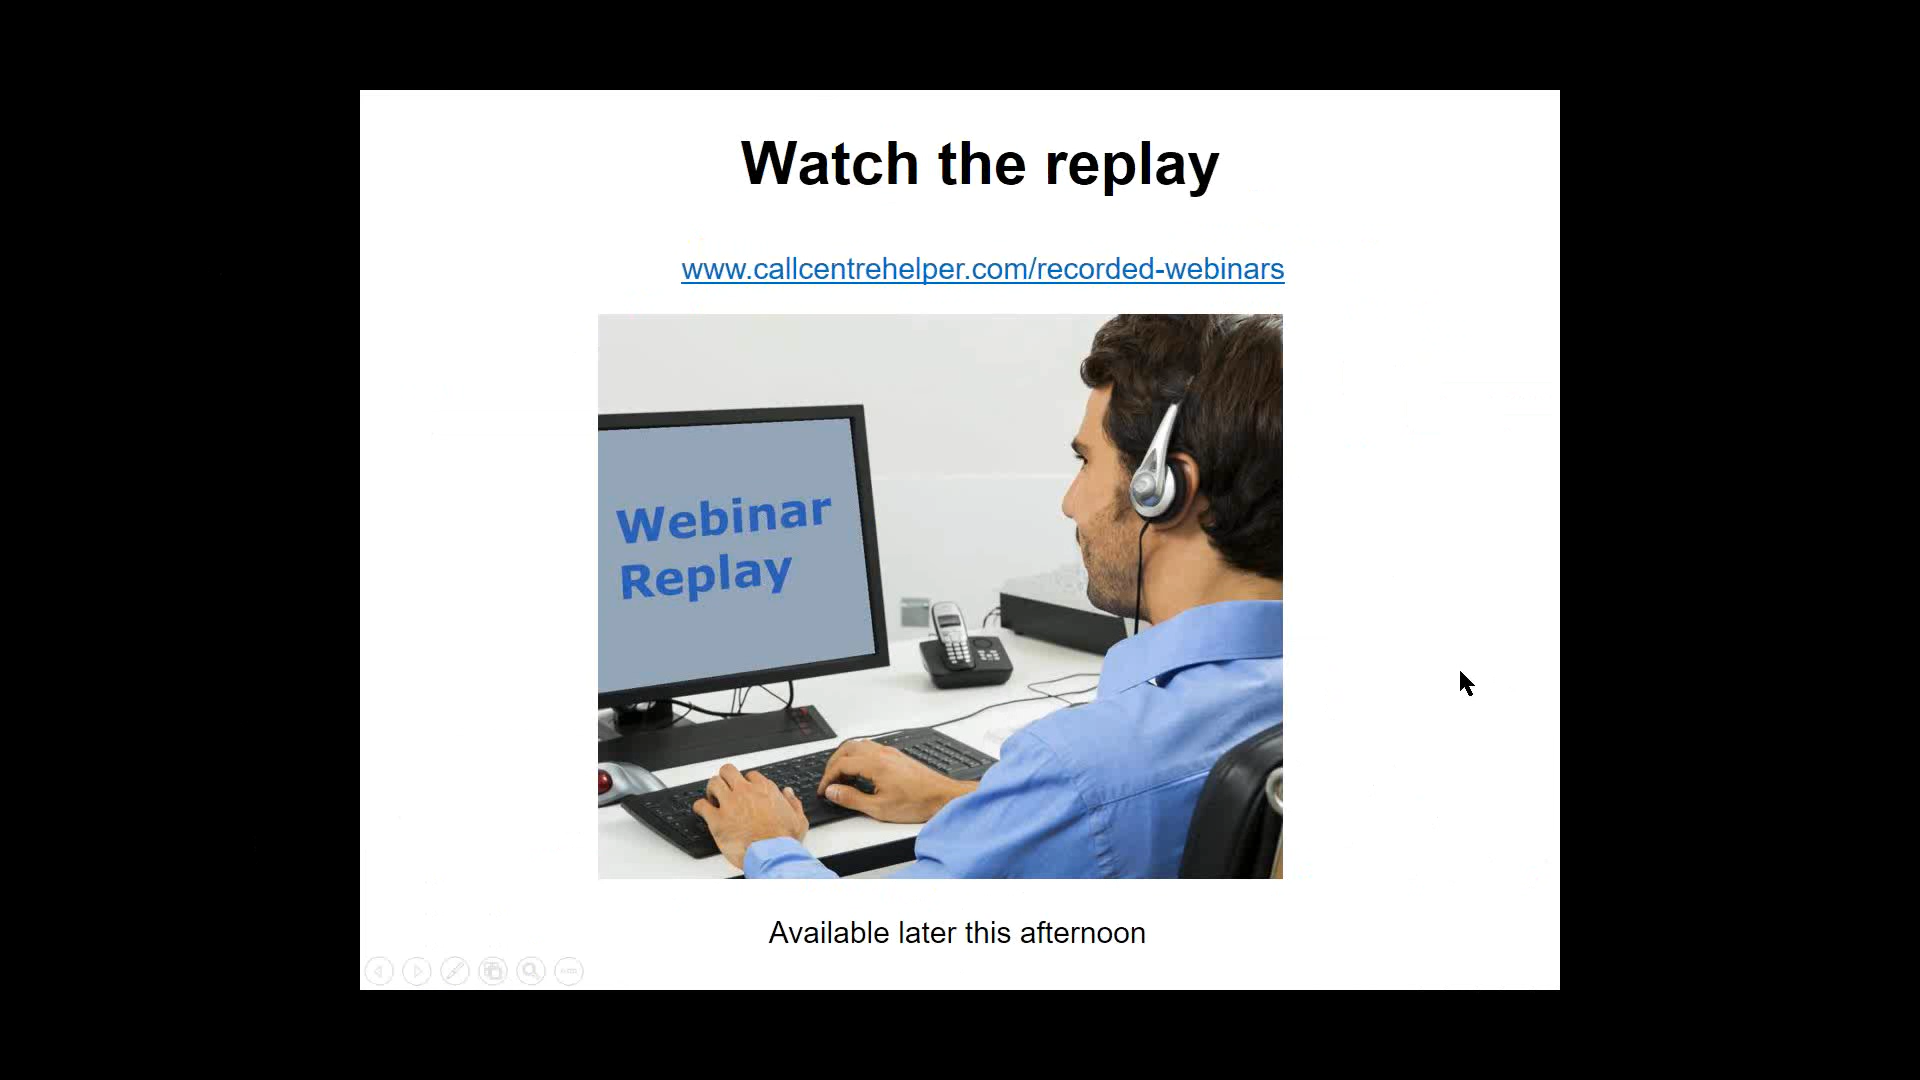 Watch the replay
www.callcentrehelper.com/recorded-webinars
Webinar
Replay
Available later this afternoon